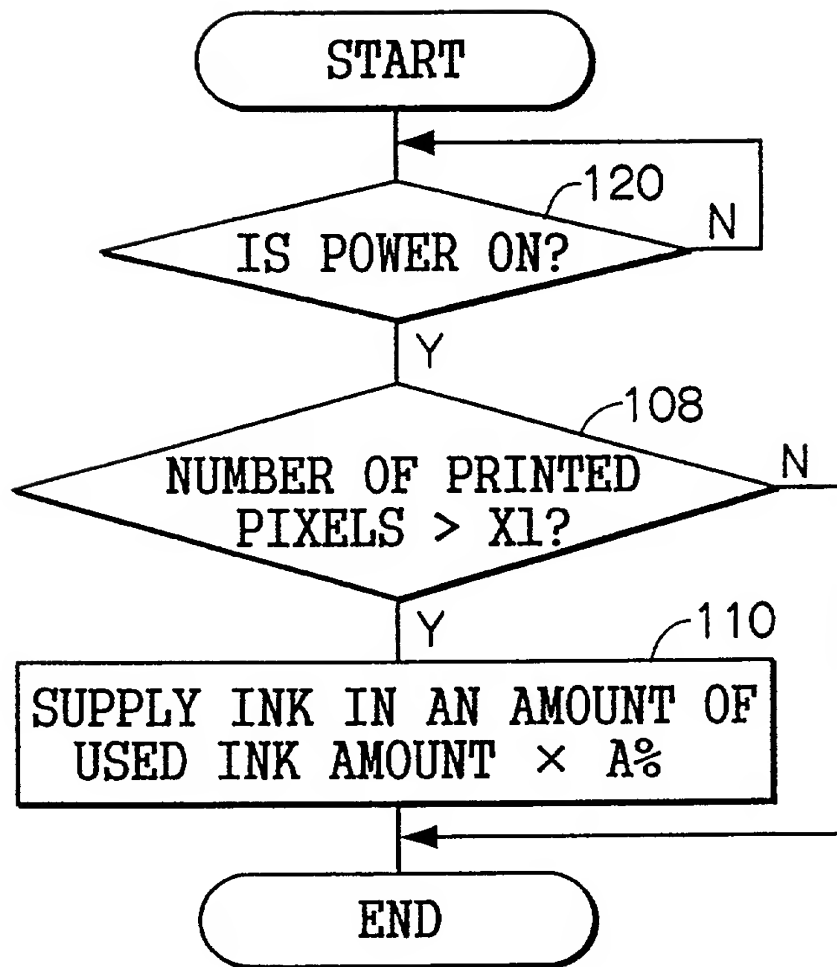 START
120
IS POWER ON?
N
Y
108
NUMBER OF PRINTED
PIXELS > X1?
N
Y
110
SUPPLY INK IN AN AMOUNT OF
USED INK AMOUNT × A%
END